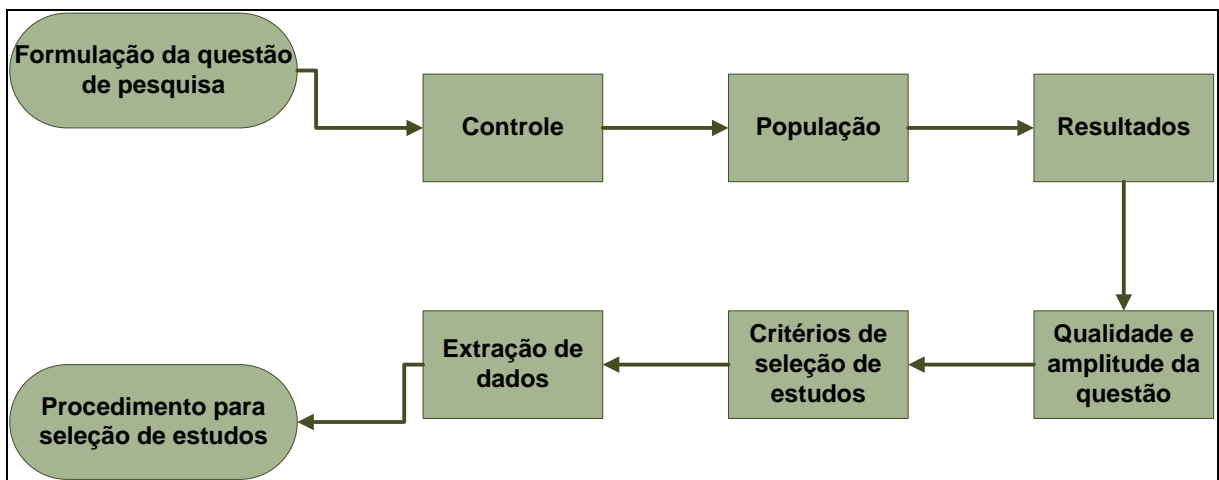 Formulação da questão
de pesquisa
Controle
População
Resultados
Qualidade e
amplitude da
questão
Critérios de
seleção de
estudos
Extração de
dados
Procedimento para
seleção de estudos